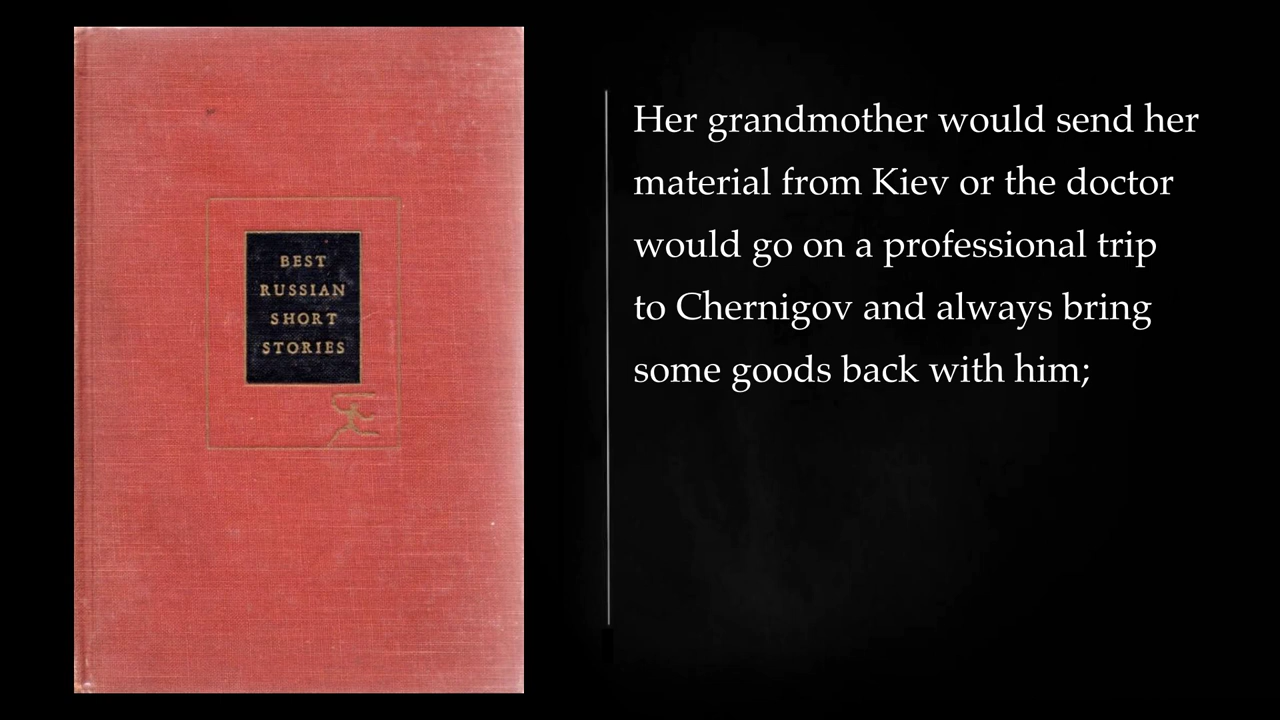 BEST
RUSSIAN
SHORT
STORIES
Her grandmother would send her
material from Kiev or the doctor
would go on a professional trip
to Chernigov and always bring
some goods back with him;